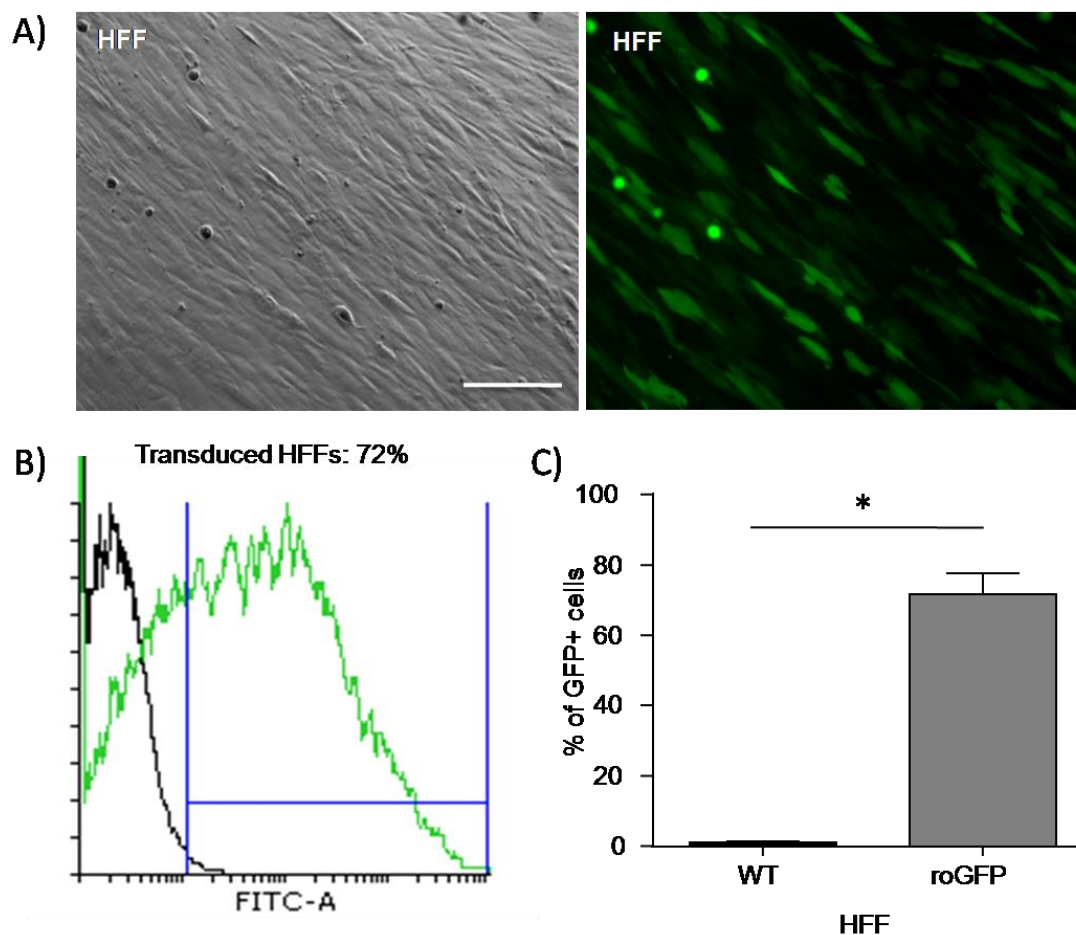 A)
HFF
HFF
B)
Transduced HFFs: 72%
FITC-A
C)
100
80
60
40
20
0
% of GFP+ cells
*
WT
roGFP
HFF